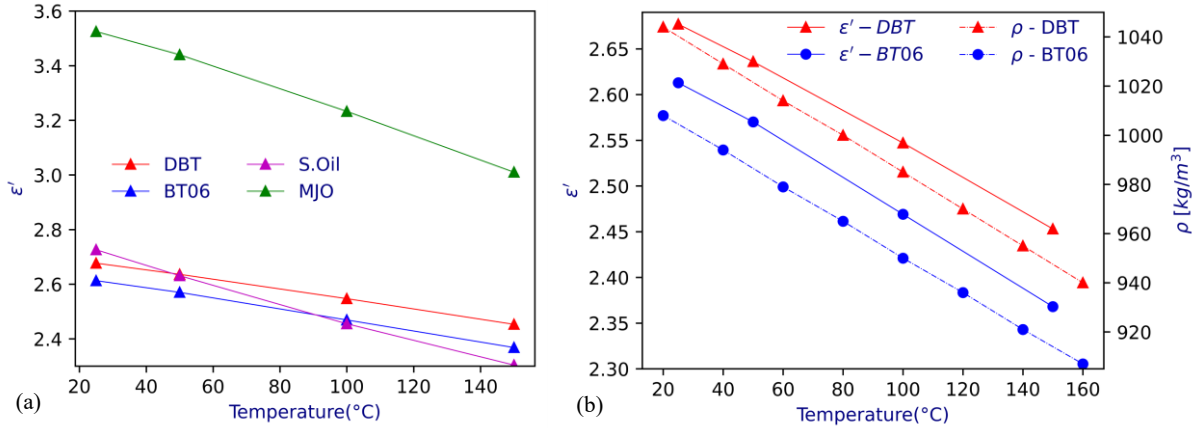 3.6
3.4
3.2
3.0
2.8
2.6
2.4
ε′
DBT
BT06
S.Oil
MJO
20 40 60 80 100 120 140
Temperature(°C)
(a)
2.65
2.60
2.55
2.50
2.45
2.40
2.35
2.30
ε′
ε′ − DBT
ε′ − BT06
ρ - DBT
ρ - BT06
1040
1020
1000
980
960
940
920
ρ [kg/m³]
20 40 60 80 100 120 140 160
Temperature(°C)
(b)